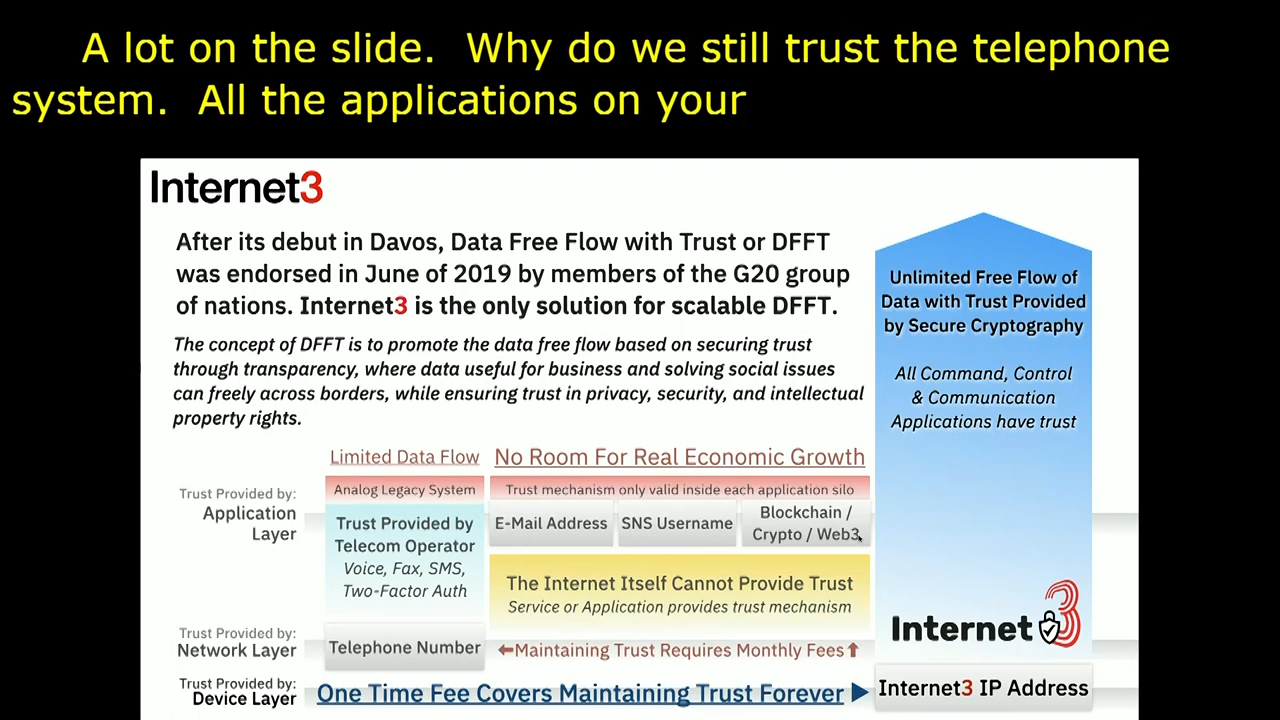 A lot on the slide.  Why do we still trust the telephone
system.  All the applications on your
Internet3
After its debut in Davos, Data Free Flow with Trust or DFFT
was endorsed in June of 2019 by members of the G20 group
of nations. Internet3 is the only solution for scalable DFFT.
The concept of DFFT is to promote the data free flow based on securing trust
through transparency, where data useful for business and solving social issues
can freely across borders, while ensuring trust in privacy, security, and intellectual
property rights.
Unlimited Free Flow of
Data with Trust Provided
by Secure Cryptography
All Command, Control
& Communication
Applications have trust
Limited Data Flow
No Room For Real Economic Growth
Analog Legacy System
Trust mechanism only valid inside each application silo
Trust Provided by:
Application
Layer
Trust Provided by
Telecom Operator
Voice, Fax, SMS,
Two-Factor Auth
E-Mail Address
SNS Username
Blockchain /
Crypto / Web3
The Internet Itself Cannot Provide Trust
Service or Application provides trust mechanism
Internet 3
Trust Provided by:
Network Layer
Telephone Number
⬅Maintaining Trust Requires Monthly Fees⬆
Trust Provided by:
Device Layer
One Time Fee Covers Maintaining Trust Forever ▶
Internet3 IP Address